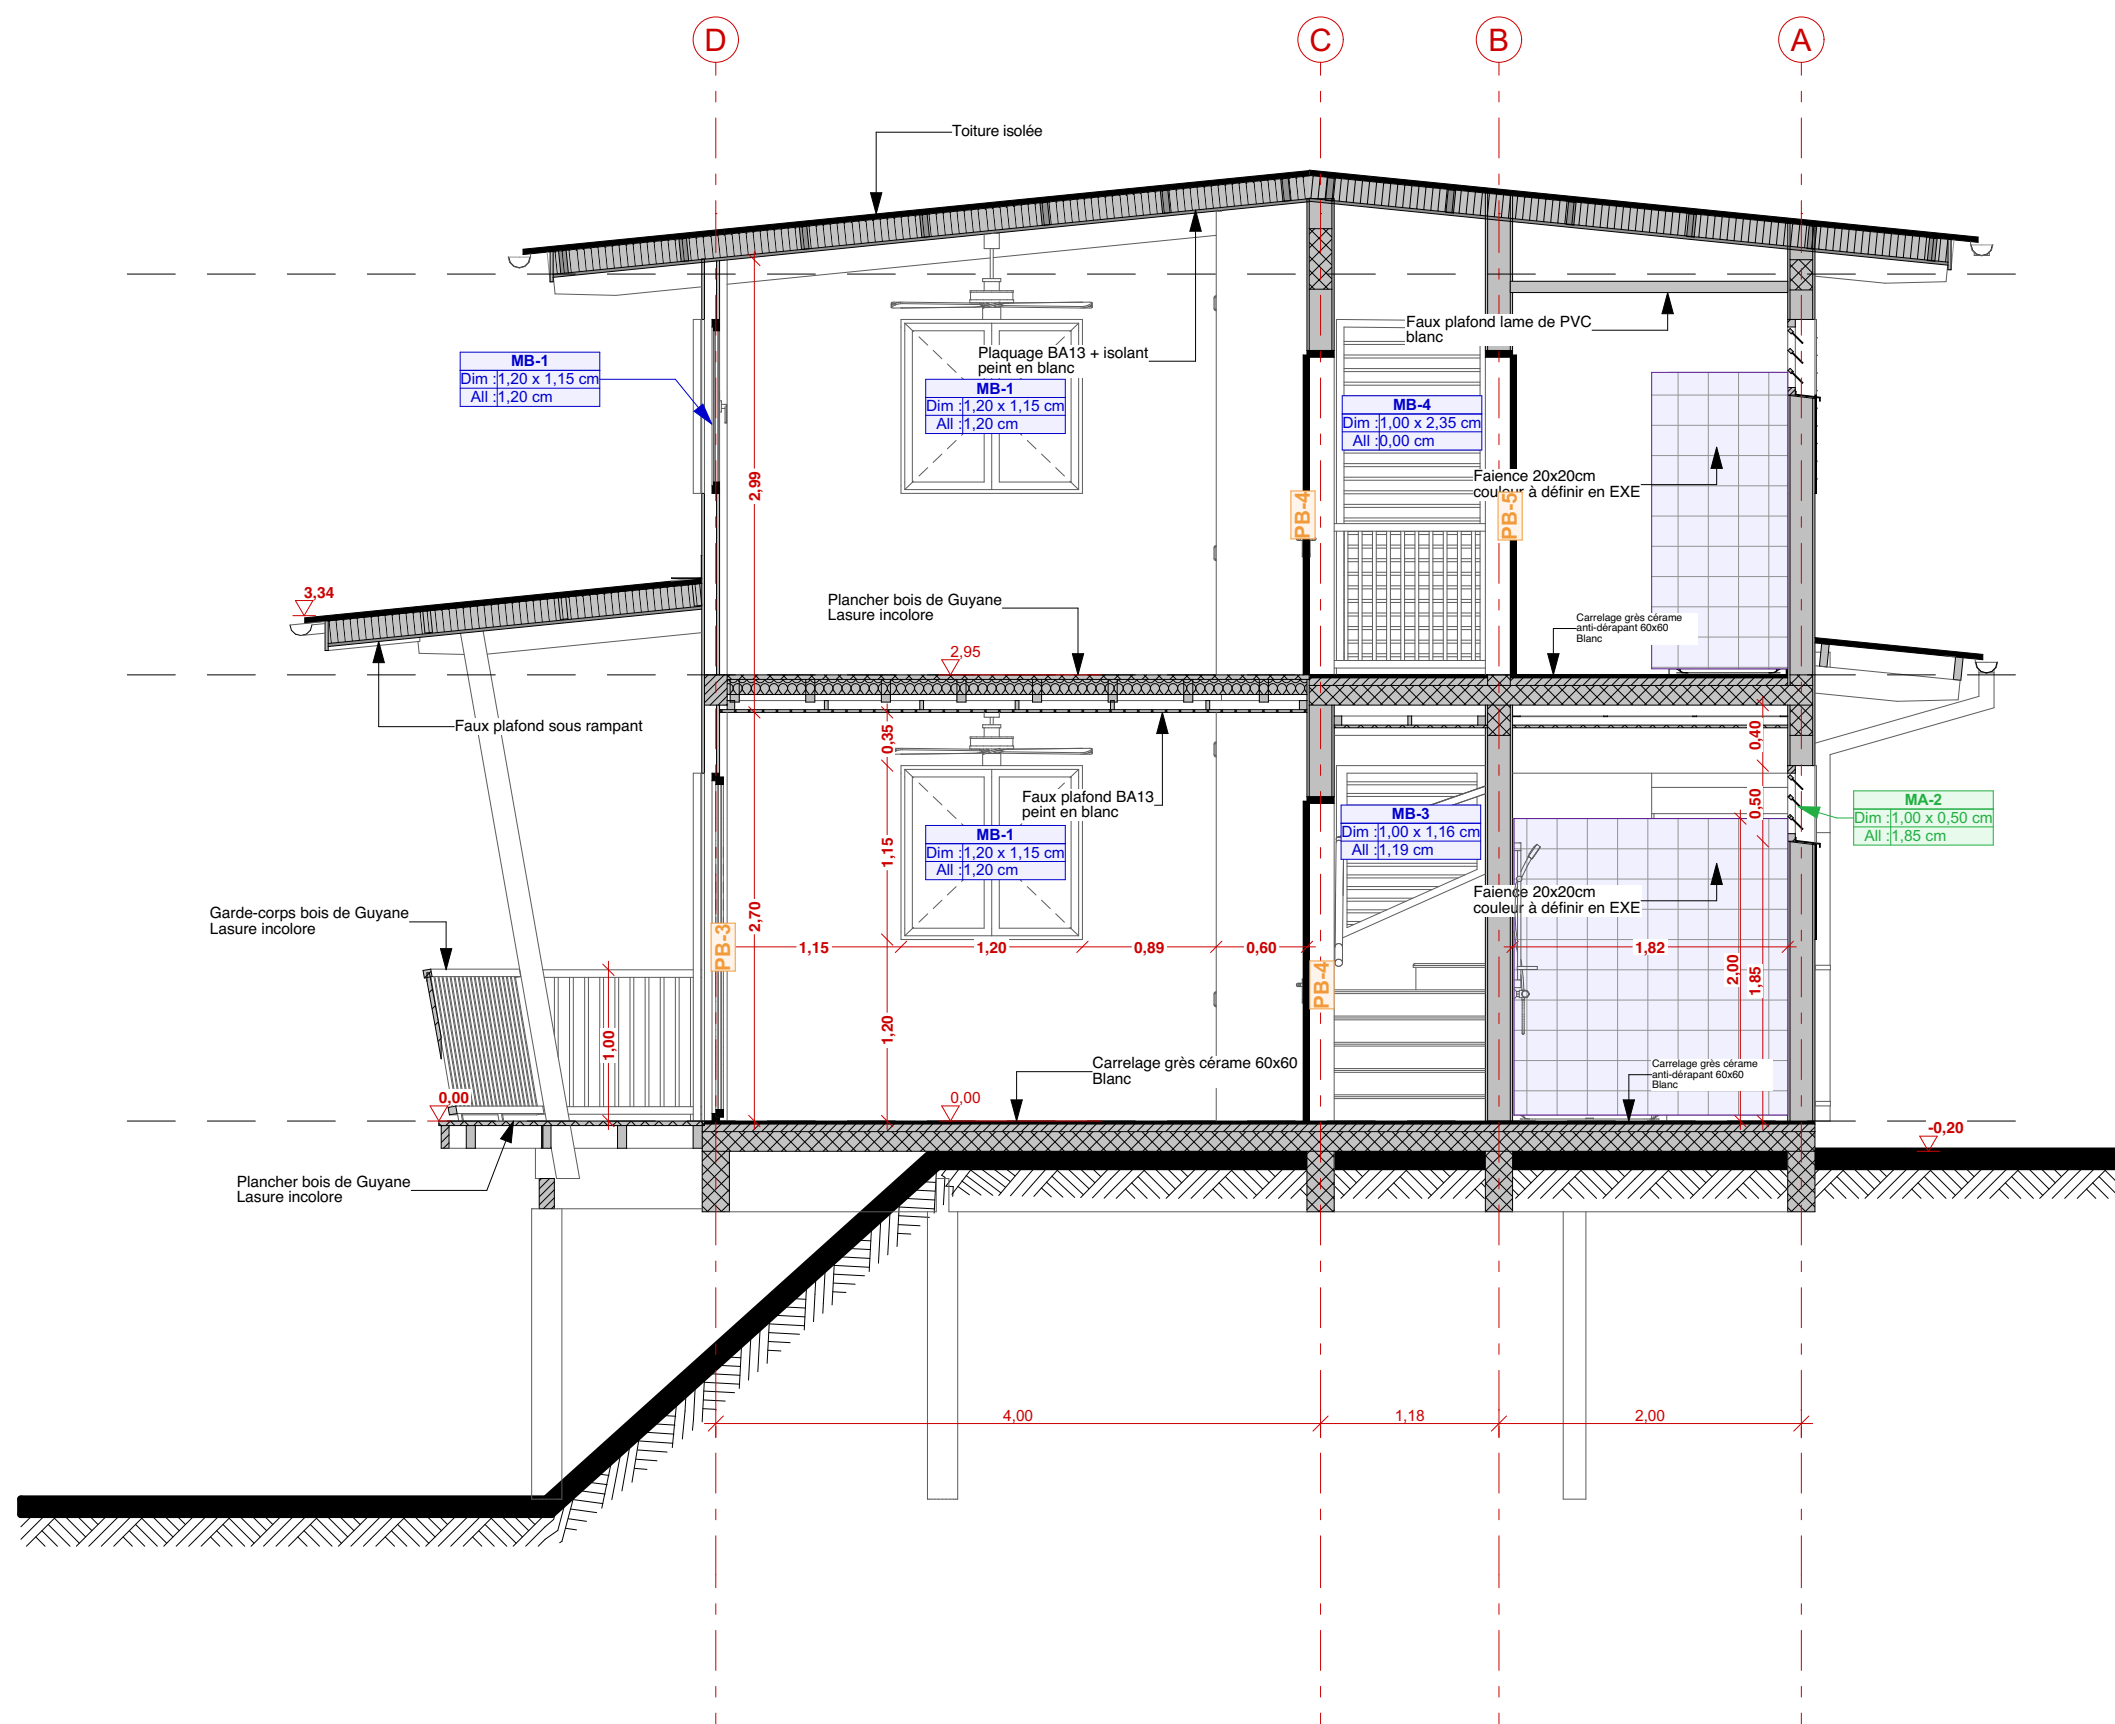 D
C
B
A
Toiture isolée
Faux plafond lame de PVC
blanc
Plaquage BA13 + isolant
peint en blanc
MB-1
Dim : 1,20 x 1,15 cm
All : 1,20 cm
MB-1
Dim : 1,20 x 1,15 cm
All : 1,20 cm
MB-4
Dim : 1,00 x 2,35 cm
All : 0,00 cm
2,99
Faience 20x20cm
couleur à définir en EXE
PB-4
PB-5
3,34
Plancher bois de Guyane
Lasure incolore
Carrelage grès cérame
anti-dérapant 60x60
Blanc
2,95
Faux plafond sous rampant
0,35
0,40
Faux plafond BA13
peint en blanc
0,50
MB-3
Dim : 1,00 x 1,16 cm
All : 1,19 cm
MA-2
Dim : 1,00 x 0,50 cm
All : 1,85 cm
MB-1
Dim : 1,20 x 1,15 cm
All : 1,20 cm
1,15
Faience 20x20cm
couleur à définir en EXE
Garde-corps bois de Guyane
Lasure incolore
2,70
PB-3
1,15
1,20
0,89
0,60
1,82
2,00
1,85
PB-4
1,00
1,20
Carrelage grès cérame 60x60
Blanc
Carrelage grès cérame
anti-dérapant 60x60
Blanc
0,00
0,00
-0,20
Plancher bois de Guyane
Lasure incolore
4,00
1,18
2,00